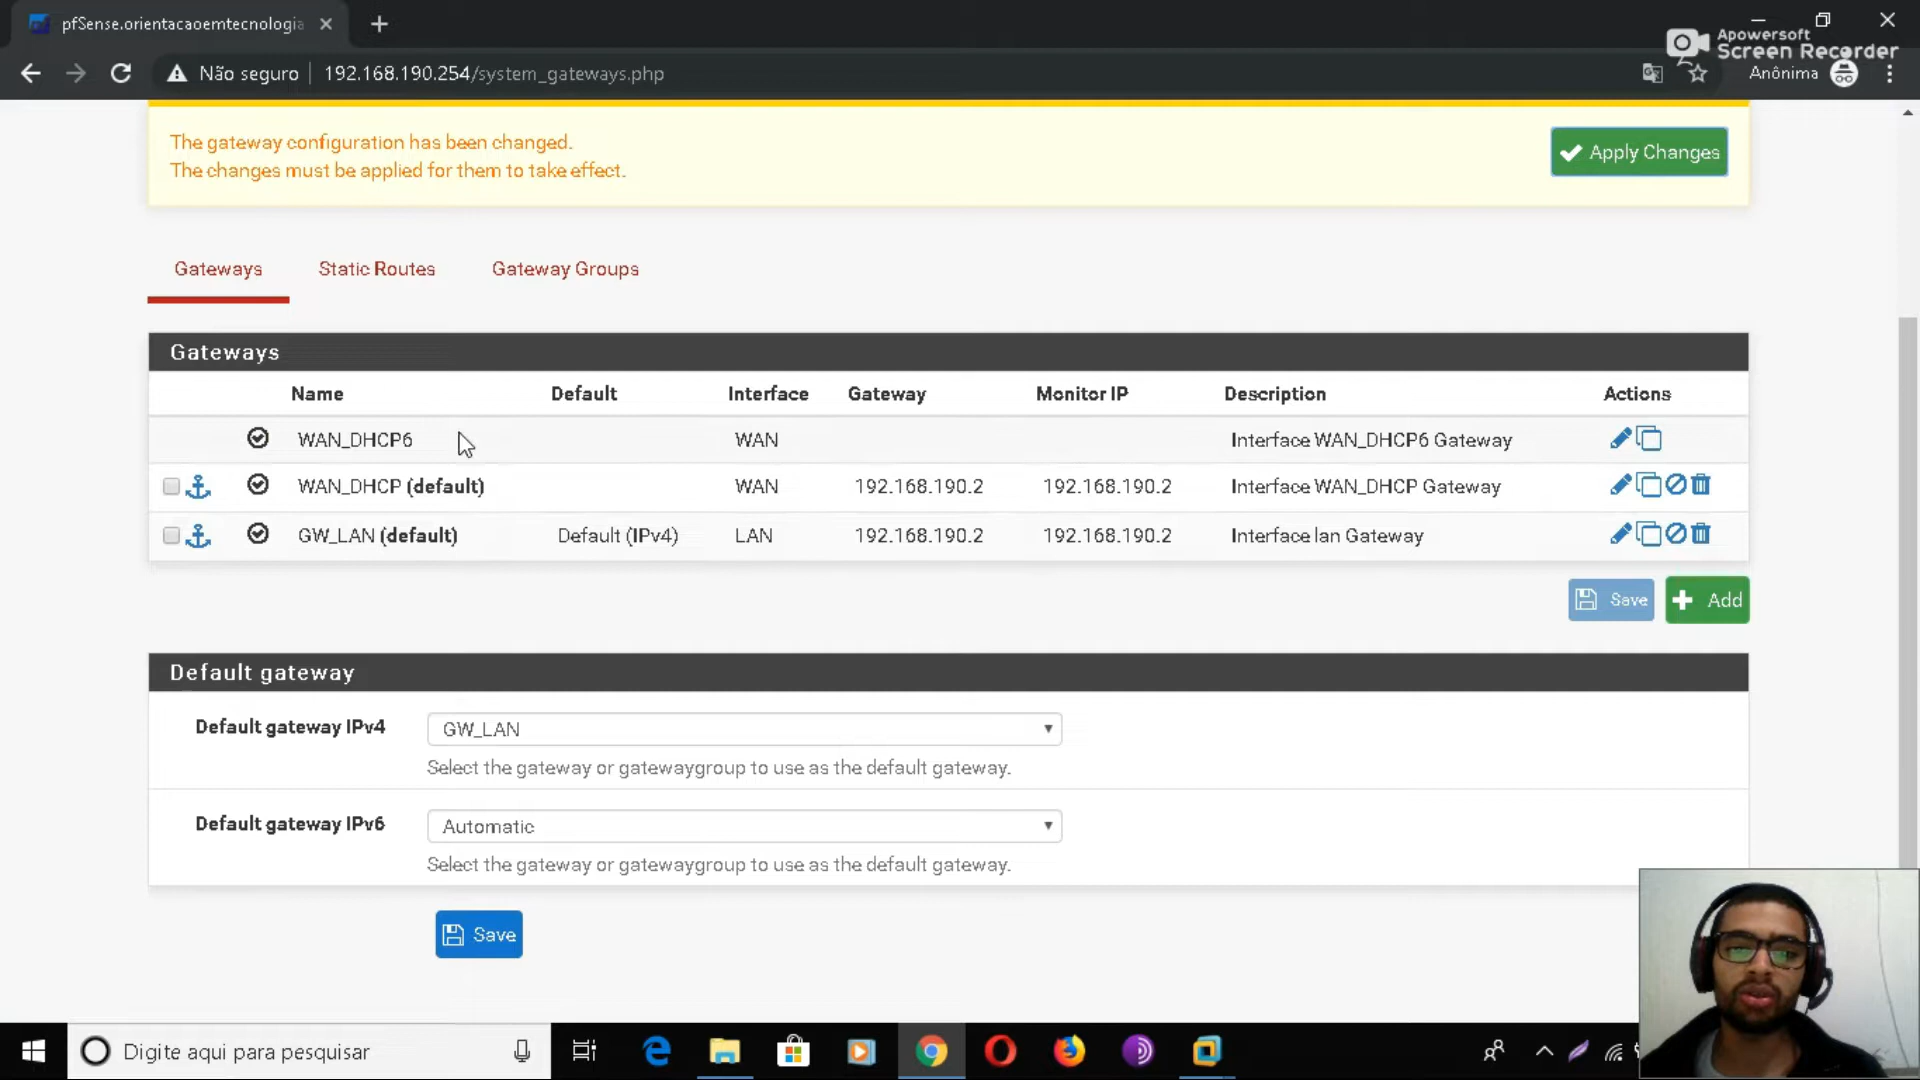 pfSense.orientacaoemtecnologia
Apowersoft
Screen Recorder
Não seguro
192.168.190.254/system_gateways.php
Anônima
The gateway configuration has been changed.
The changes must be applied for them to take effect.
Apply Changes
Gateways Static Routes Gateway Groups
Gateways
Name Default Interface Gateway Monitor IP Description Actions
WAN_DHCP6 WAN Interface WAN_DHCP6 Gateway
WAN_DHCP (default) WAN 192.168.190.2 192.168.190.2 Interface WAN_DHCP Gateway
GW_LAN (default) Default (IPv4) LAN 192.168.190.2 192.168.190.2 Interface lan Gateway
Save Add
Default gateway
Default gateway IPv4 GW_LAN
Select the gateway or gatewaygroup to use as the default gateway.
Default gateway IPv6 Automatic
Select the gateway or gatewaygroup to use as the default gateway.
Save
Digite aqui para pesquisar